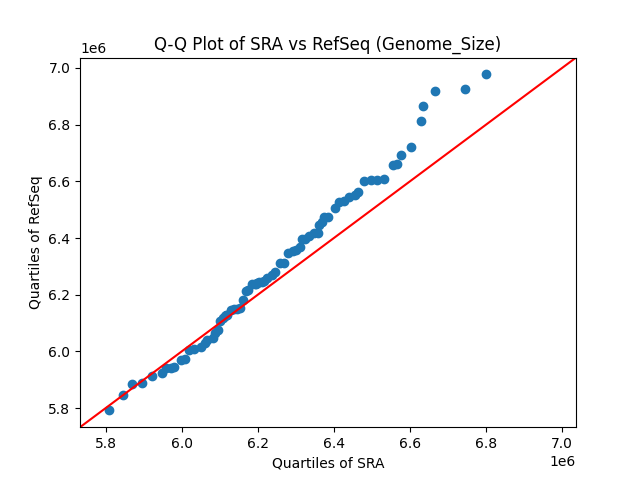 Q-Q Plot of SRA vs RefSeq (Genome_Size)
1e6
7.0
6.8
6.6
6.4
6.2
6.0
5.8
Quartiles of RefSeq
5.8 6.0 6.2 6.4 6.6 6.8 7.0
Quartiles of SRA
1e6